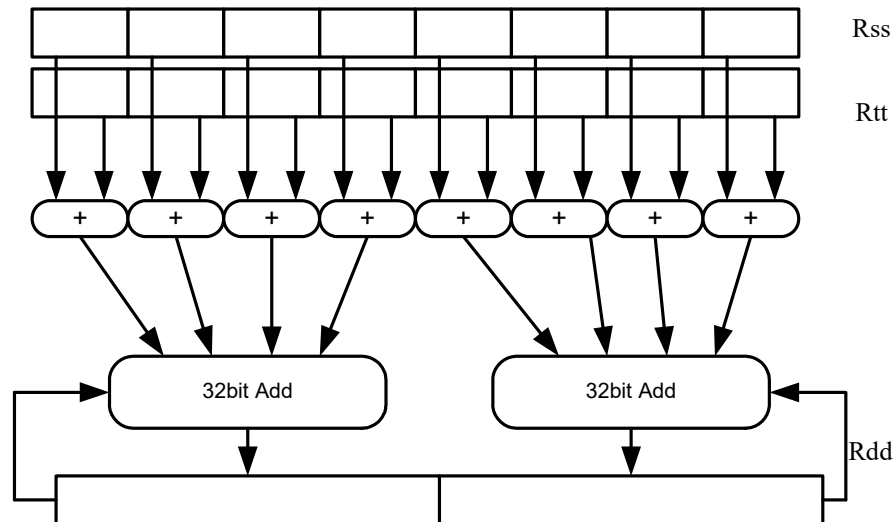 Rss
Rtt
+ + + + + + + +
32bit Add 32bit Add
Rdd